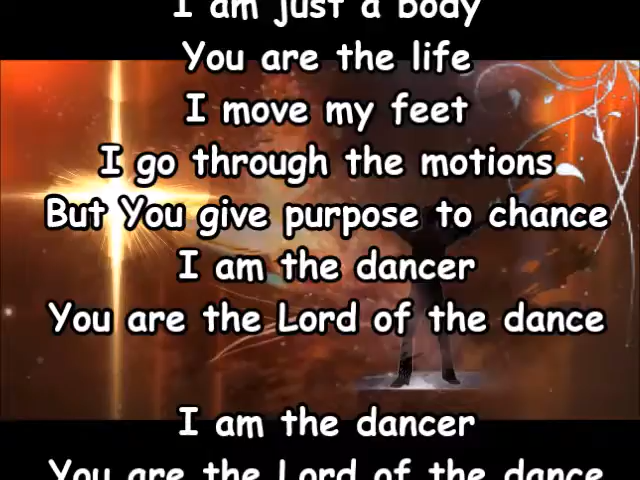 I am just a body
You are the life
I move my feet
I go through the motions
But You give purpose to chance
I am the dancer
You are the Lord of the dance
I am the dancer
You are the Lord of the dance